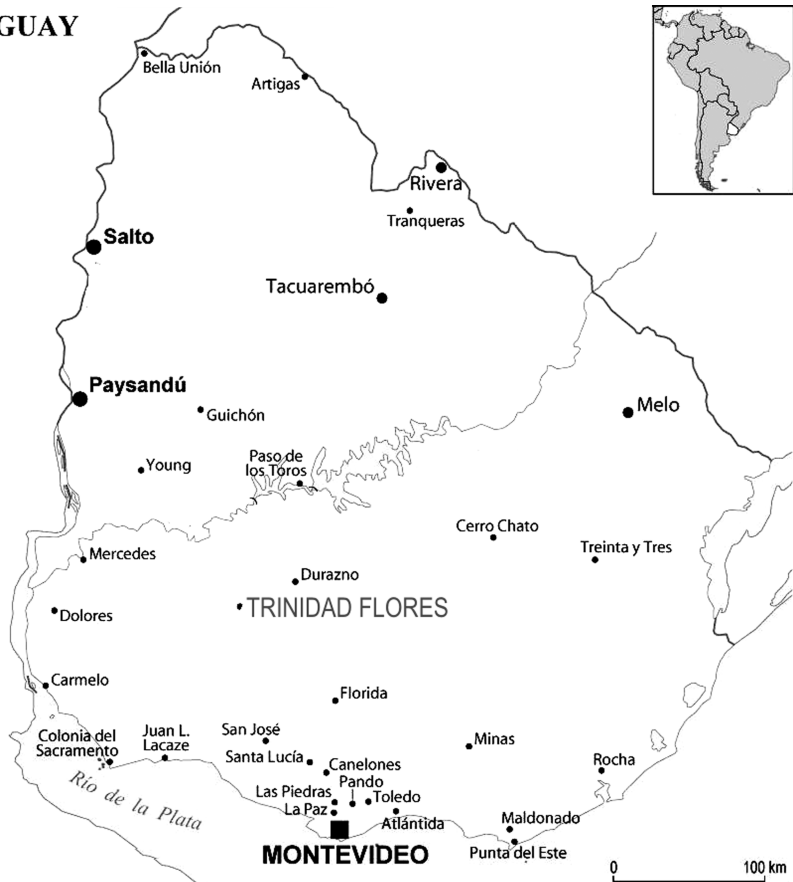 GUAY
Bella Unión
Artigas
Rivera
Tranqueras
Salto
Tacuarembó
Paysandú
Guichón
Melo
Paso de
los Toros
Young
Cerro Chato
Mercedes
Treinta y Tres
Durazno
TRINIDAD FLORES
Dolores
Carmelo
Florida
Colonia del
Sacramento
Juan L.
Lacaze
San José
Minas
Santa Lucía
Canelones
Rocha
Pando
Las Piedras
Toledo
La Paz
Atlántida
Maldonado
Río de la Plata
MONTEVIDEO
Punta del Este
0
100 km